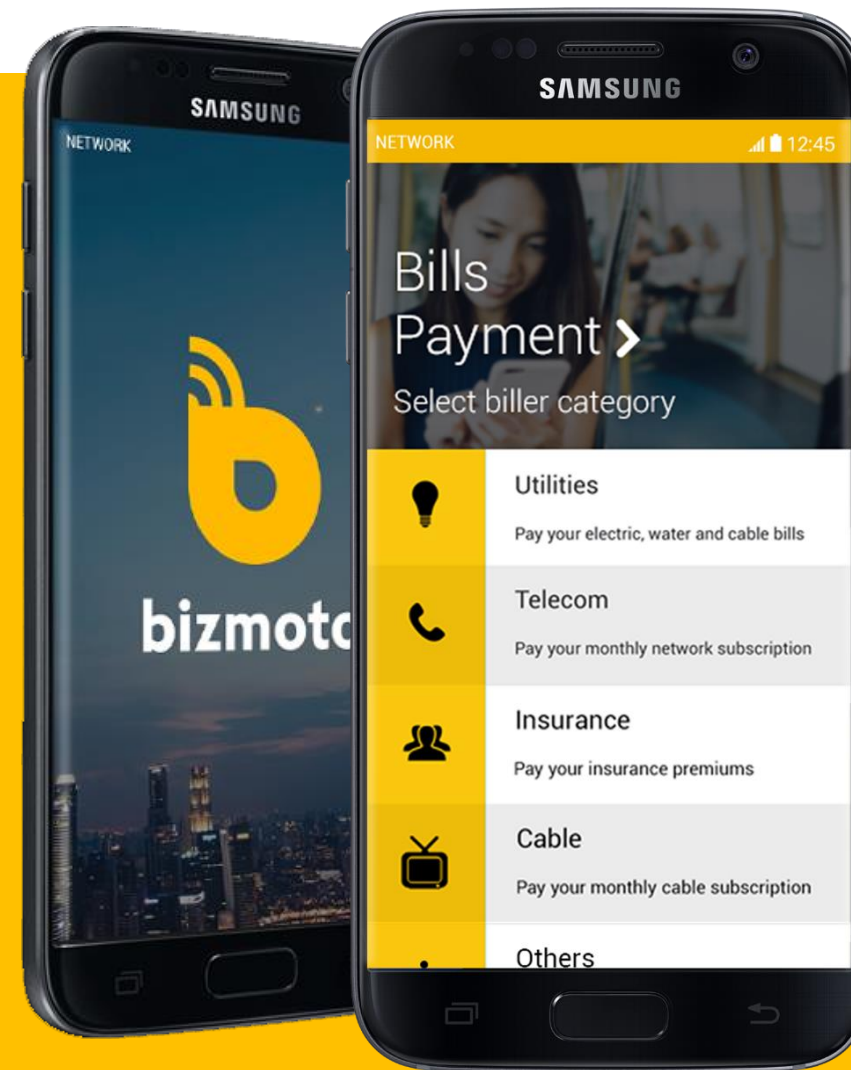 SAMSUNG
NETWORK
bizmoto
SAMSUNG
NETWORK 12:45
Bills
Payment
Select biller category
Utilities
Pay your electric, water and cable bills
Telecom
Pay your monthly network subscription
Insurance
Pay your insurance premiums
Cable
Pay your monthly cable subscription
Others